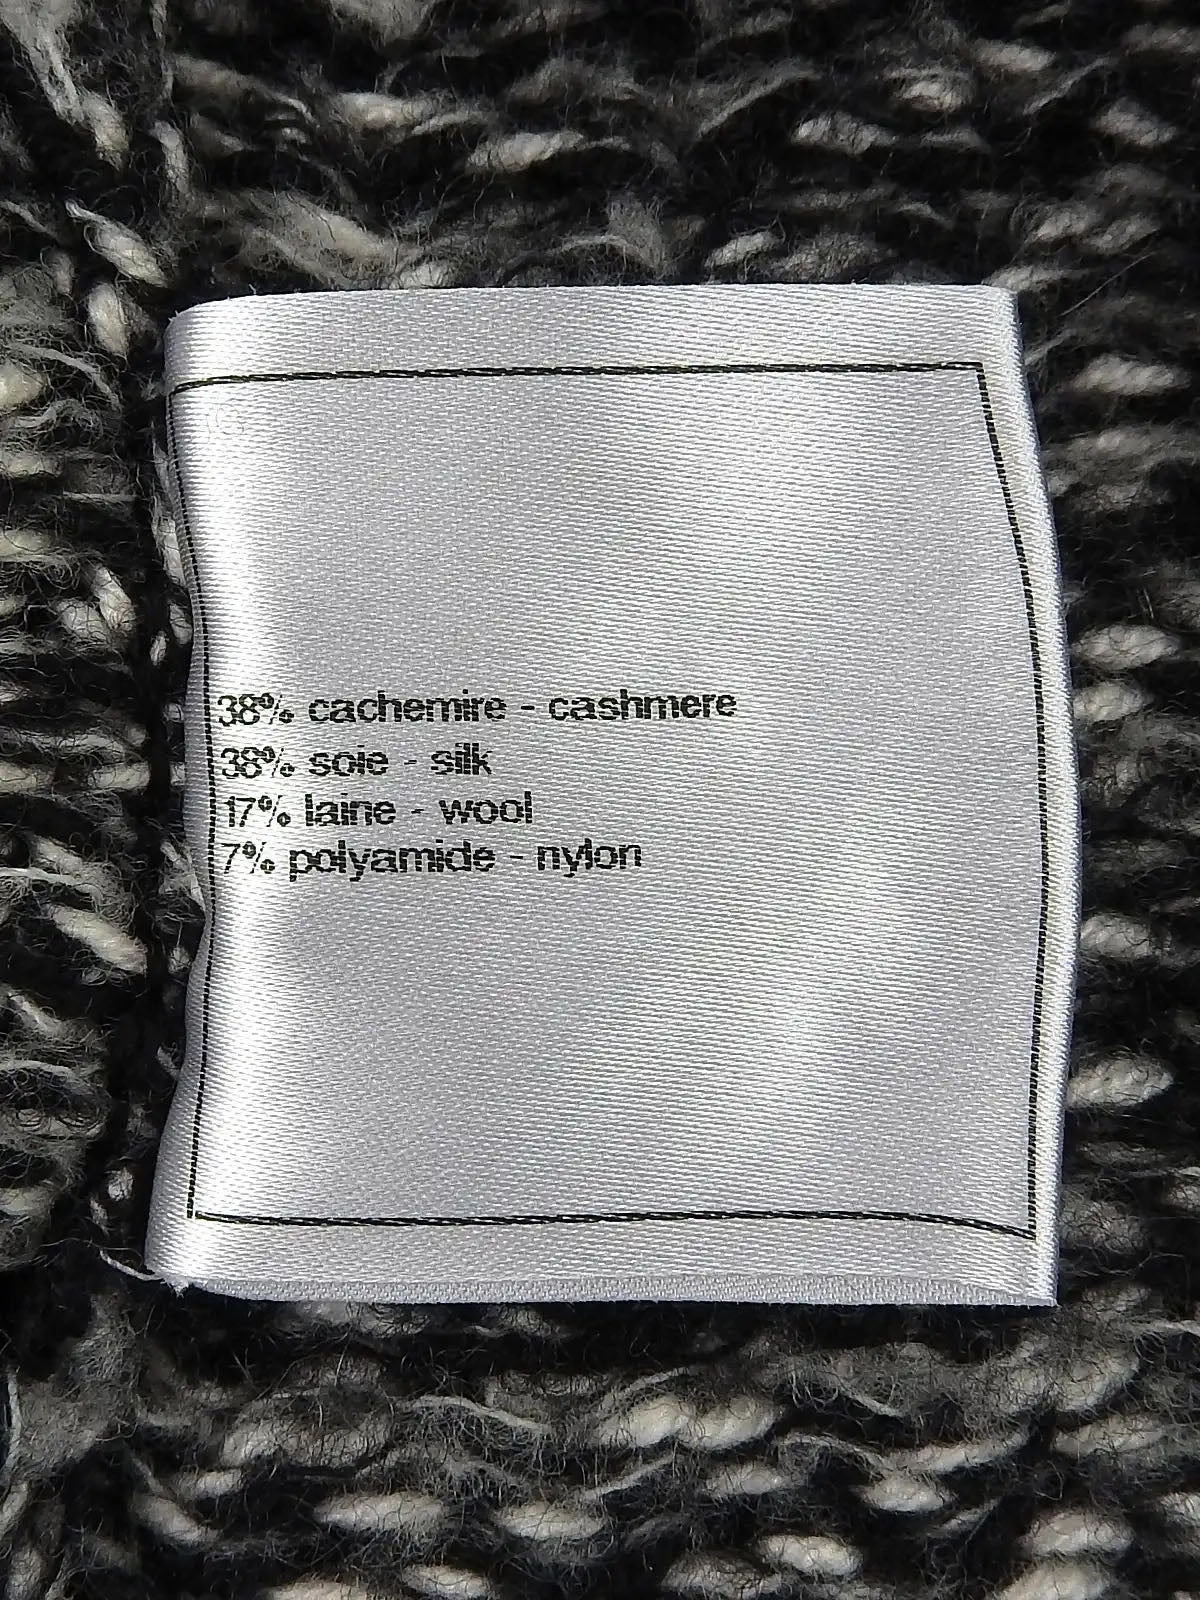 38% cachemire - cashmere
38% soie - silk
17% laine - wool
7% polyamide - nylon